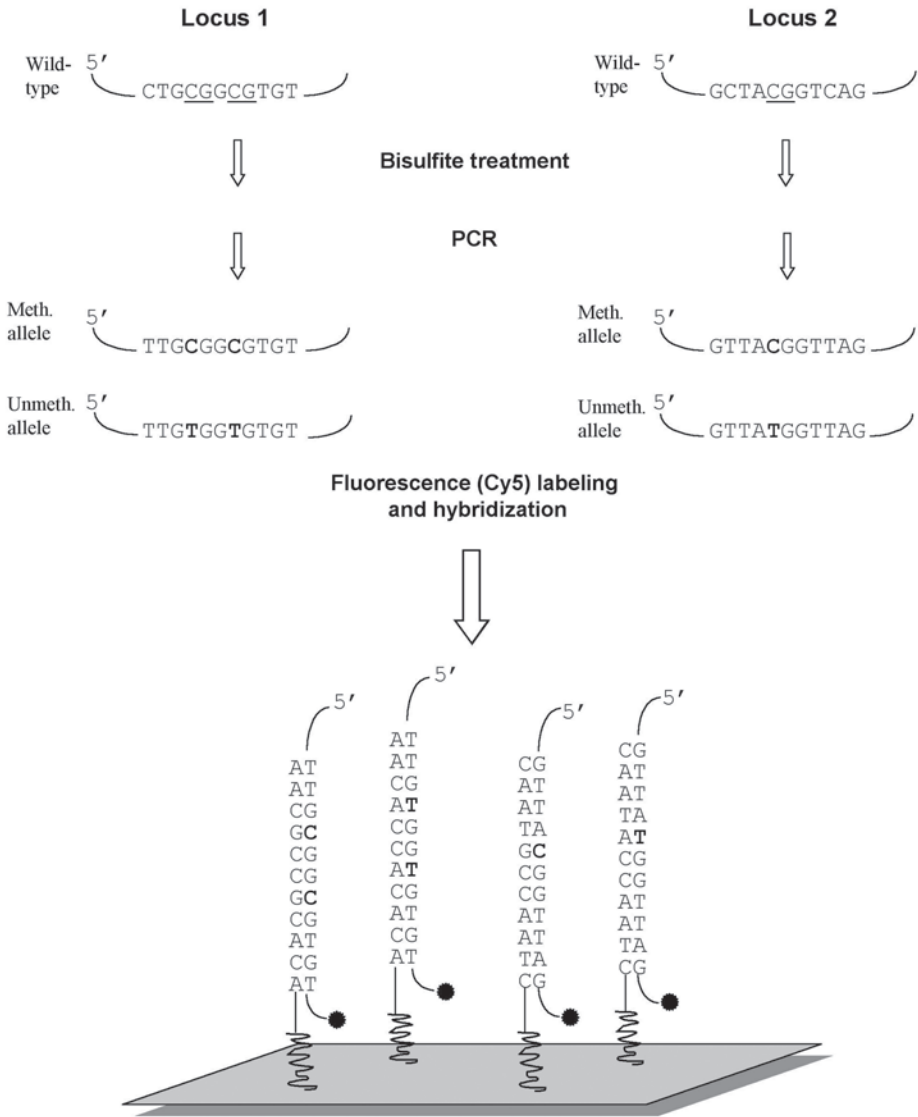 Locus 1
Locus 2
Wild-
type
5′
CTGCGGCGTGT
Wild-
type
5′
GCTACGGTCAG
Bisulfite treatment
PCR
Meth.
allele
5′
TTGCGGCGTGT
Meth.
allele
5′
GTTACGGTTAG
Unmeth.
allele
5′
TTGTGGTGTGT
Unmeth.
allele
5′
GTTATGGTTAG
Fluorescence (Cy5) labeling
and hybridization
5′
AT
AT
CG
GC
CG
CG
GC
CG
AT
CG
AT
5′
AT
AT
CG
AT
CG
CG
AT
CG
AT
CG
AT
5′
CG
AT
AT
TA
GC
CG
CG
AT
AT
TA
CG
5′
CG
AT
AT
TA
AT
CG
CG
AT
AT
TA
CG